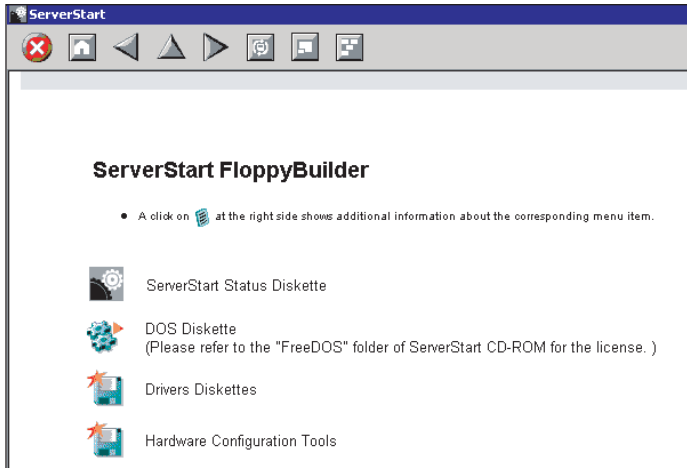 ServerStart
ServerStart FloppyBuilder
• A click on at the right side shows additional information about the corresponding menu item.
ServerStart Status Diskette
DOS Diskette
(Please refer to the "FreeDOS" folder of ServerStart CD-ROM for the license. )
Drivers Diskettes
Hardware Configuration Tools